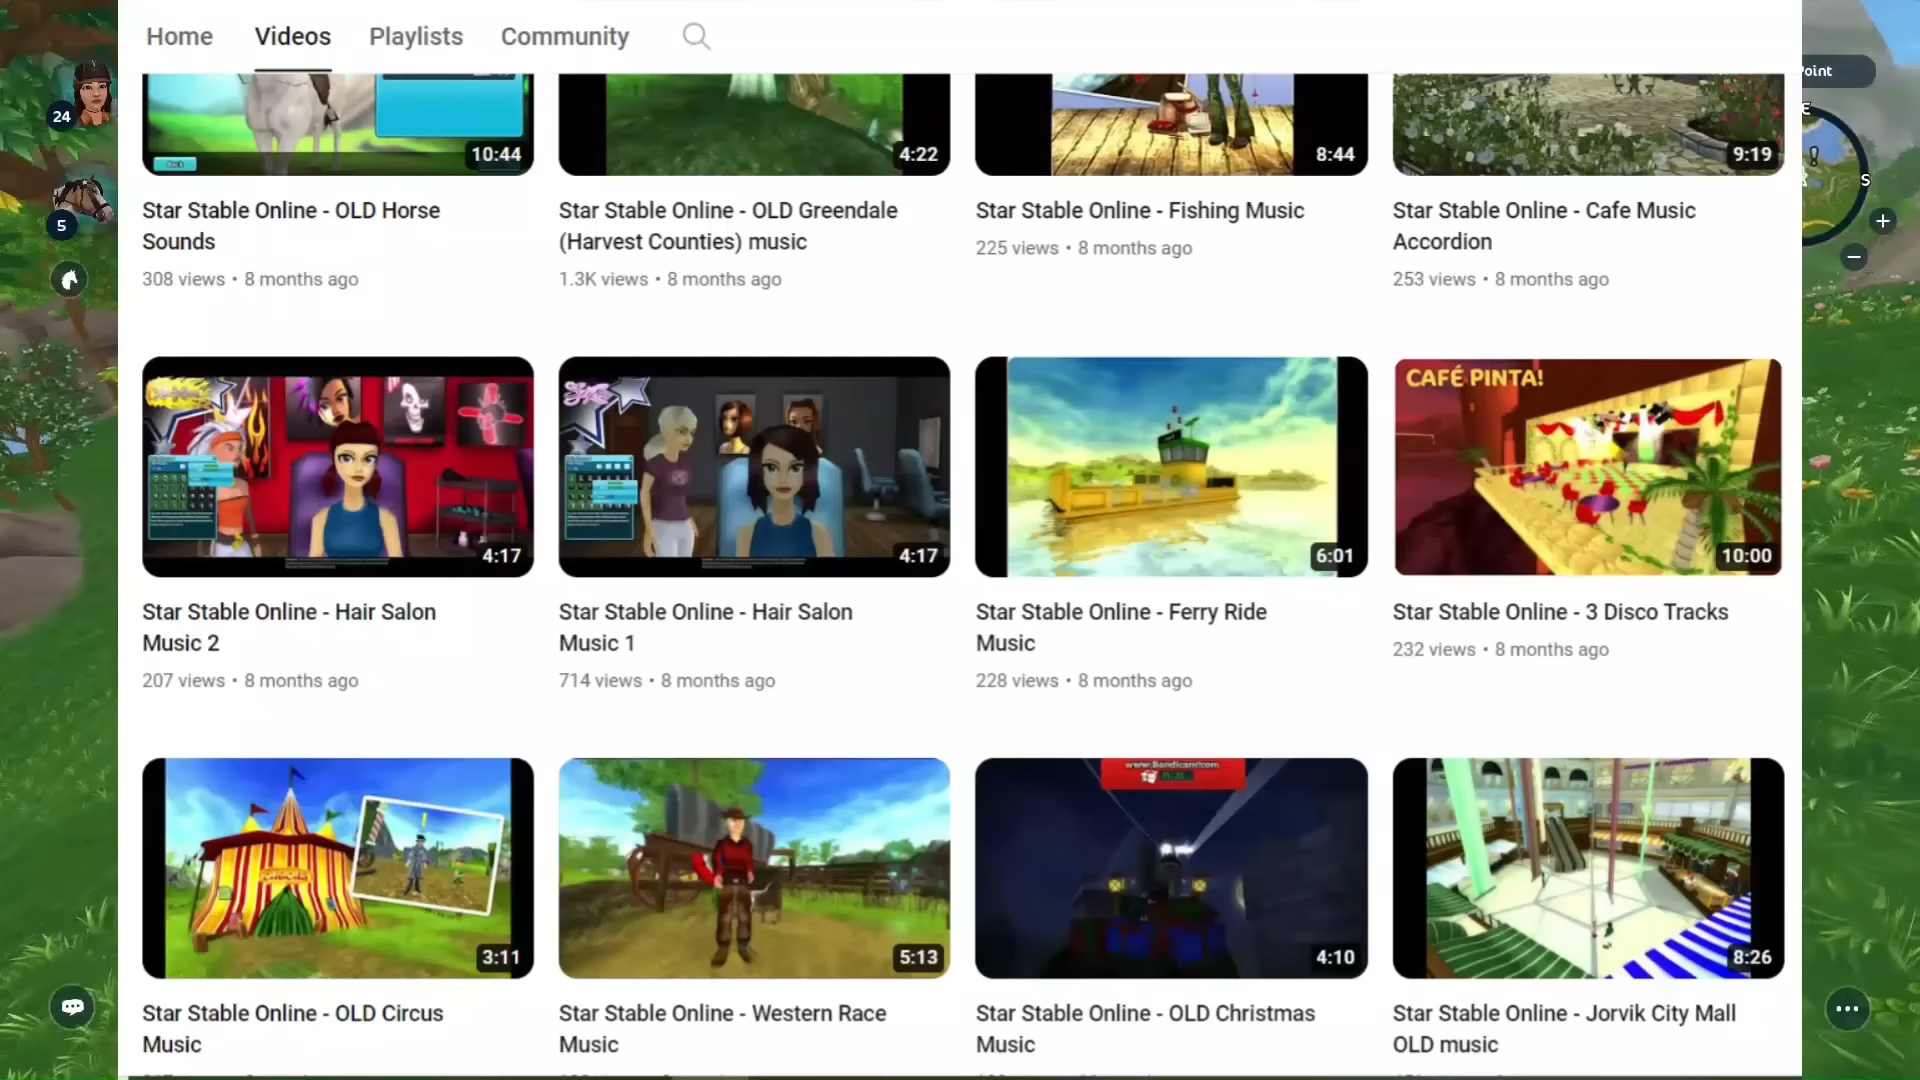 Home Videos Playlists Community
Point
E
24
S
5
10:44
4:22
8:44
9:19
Star Stable Online - OLD Horse
Sounds
308 views • 8 months ago
Star Stable Online - OLD Greendale
(Harvest Counties) music
1.3K views • 8 months ago
Star Stable Online - Fishing Music
225 views • 8 months ago
Star Stable Online - Cafe Music
Accordion
253 views • 8 months ago
CAFÉ PINTA!
4:17
4:17
6:01
10:00
Star Stable Online - Hair Salon
Music 2
207 views • 8 months ago
Star Stable Online - Hair Salon
Music 1
714 views • 8 months ago
Star Stable Online - Ferry Ride
Music
228 views • 8 months ago
Star Stable Online - 3 Disco Tracks
232 views • 8 months ago
www.Bandicam.com
3:11
5:13
4:10
8:26
Star Stable Online - OLD Circus
Music
Star Stable Online - Western Race
Music
Star Stable Online - OLD Christmas
Music
Star Stable Online - Jorvik City Mall
OLD music